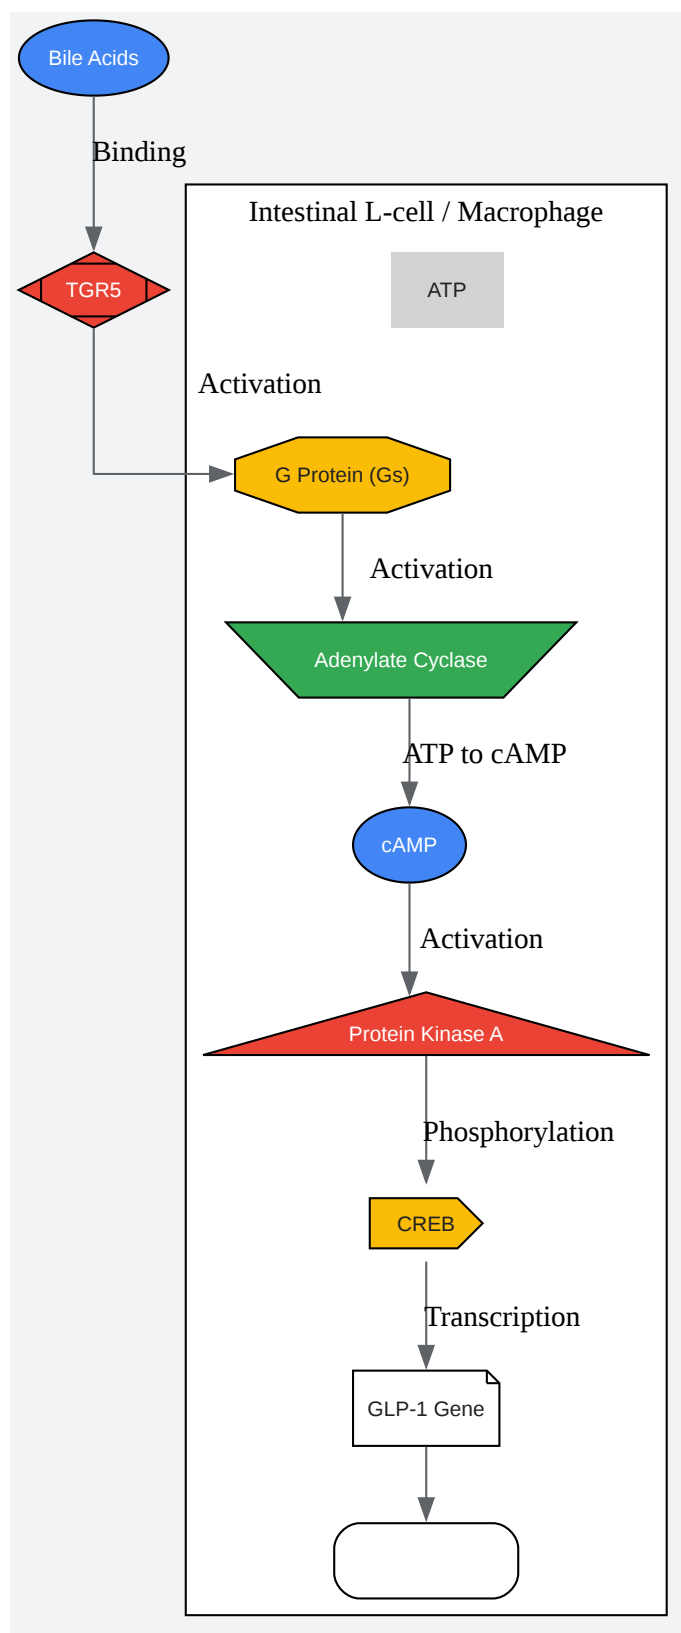 Bile Acids
Binding
Intestinal L-cell / Macrophage
TGR5
ATP
Activation
G Protein (Gs)
Activation
Adenylate Cyclase
ATP to cAMP
cAMP
Activation
Protein Kinase A
Phosphorylation
CREB
Transcription
GLP-1 Gene